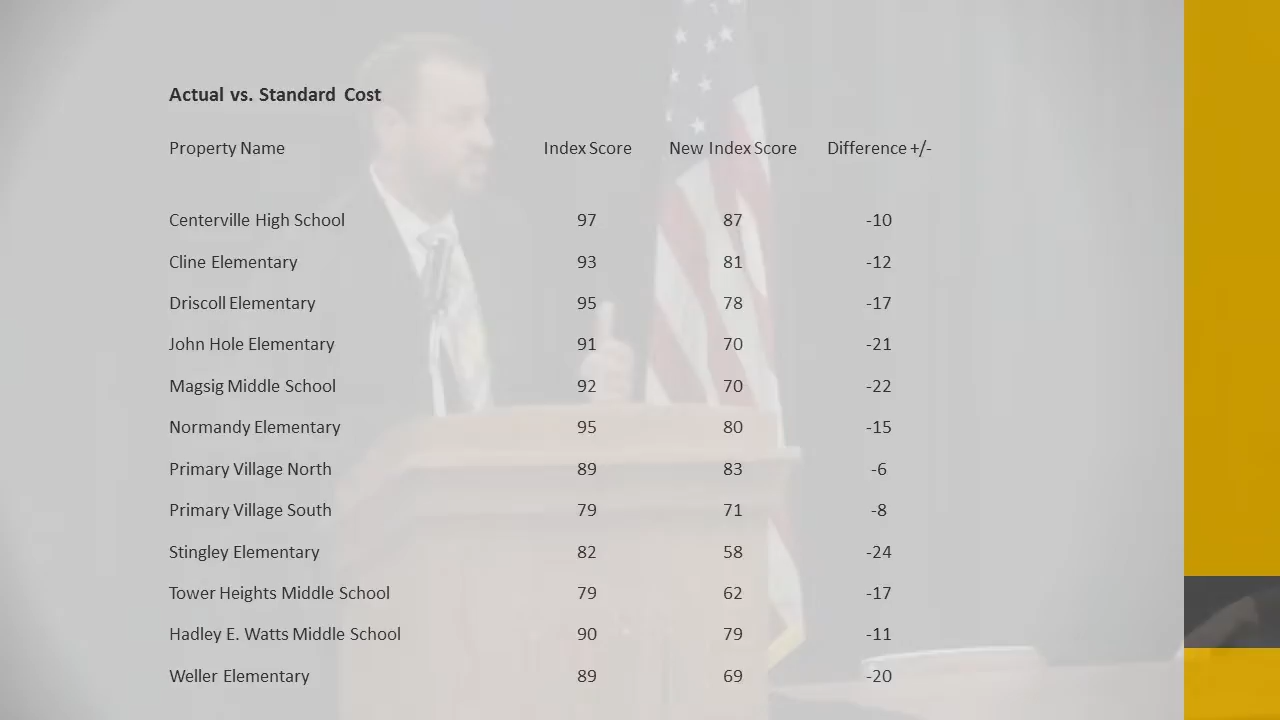 Actual vs. Standard Cost
Property Name Index Score New Index Score Difference +/-
Centerville High School 97 87 -10
Cline Elementary 93 81 -12
Driscoll Elementary 95 78 -17
John Hole Elementary 91 70 -21
Magsig Middle School 92 70 -22
Normandy Elementary 95 80 -15
Primary Village North 89 83 -6
Primary Village South 79 71 -8
Stingley Elementary 82 58 -24
Tower Heights Middle School 79 62 -17
Hadley E. Watts Middle School 90 79 -11
Weller Elementary 89 69 -20